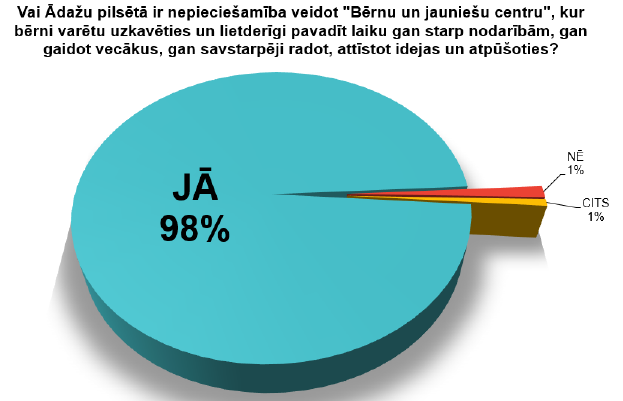 Vai Ādažu pilsētā ir nepieciešamība veidot "Bērnu un jauniešu centru", kur
bērni varētu uzkavēties un lietderīgi pavadīt laiku gan starp nodarībām, gan
gaidot vecākus, gan savstarpēji radot, attīstot idejas un atpūšoties?
JĀ
98%
NĒ
1%
CITS
1%